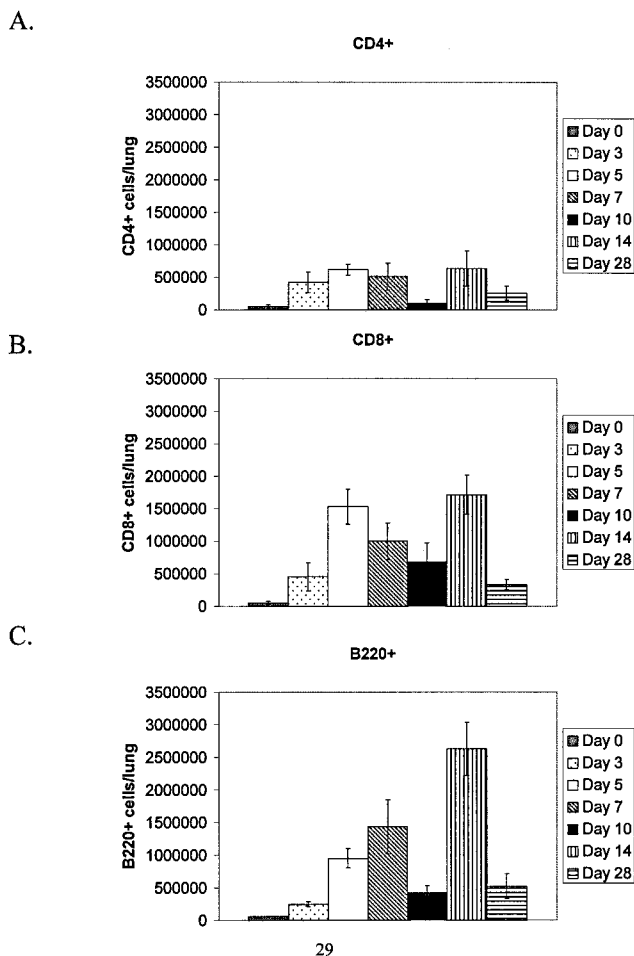 A.
CD4+
3500000
3000000
2500000
2000000
1500000
1000000
500000
0
CD4+ cells/lung
Day 0
Day 3
Day 5
Day 7
Day 10
Day 14
Day 28
B.
CD8+
3500000
3000000
2500000
2000000
1500000
1000000
500000
0
CD8+ cells/lung
Day 0
Day 3
Day 5
Day 7
Day 10
Day 14
Day 28
C.
B220+
3500000
3000000
2500000
2000000
1500000
1000000
500000
0
B220+ cells/lung
Day 0
Day 3
Day 5
Day 7
Day 10
Day 14
Day 28
29